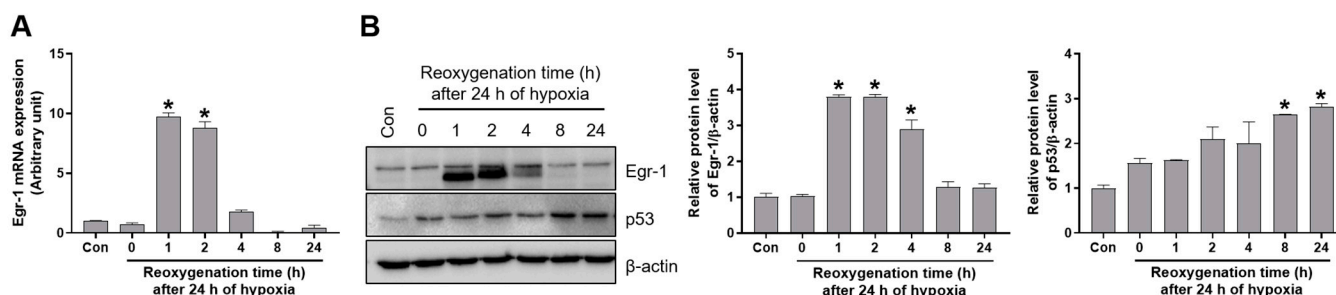 A
15
10
5
0
Egr-1 mRNA expression
(Arbitrary unit)
*
*
Con 0 1 2 4 8 24
Reoxygenation time (h)
after 24 h of hypoxia
B
Reoxygenation time (h)
after 24 h of hypoxia
Con 0 1 2 4 8 24
Egr-1
p53
β-actin
5
4
3
2
1
0
Relative protein level
of Egr-1/β-actin
* * *
Con 0 1 2 4 8 24
Reoxygenation time (h)
after 24 h of hypoxia
4
3
2
1
0
Relative protein level
of p53/β-actin
* *
Con 0 1 2 4 8 24
Reoxygenation time (h)
after 24 h of hypoxia